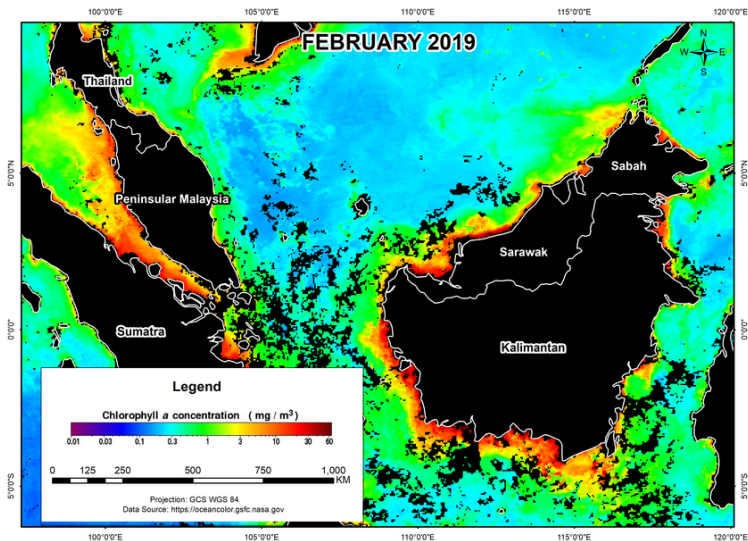 100°0'0"E 105°0'0"E 110°0'0"E 115°0'0"E 120°0'0"E
FEBRUARY 2019
N
W E
S
Thailand
5°0'0"N
5°0'0"N
Sabah
Peninsular Malaysia
Sarawak
0°0'0"
0°0'0"
Sumatra
Kalimantan
Legend
Chlorophyll a concentration ( mg / m³)
0.01 0.03 0.1 0.3 1 3 10 30 60
0 125 250 500 750 1,000
KM
Projection: GCS WGS 84
Data Source: https://oceancolor.gsfc.nasa.gov
5°0'0"S
5°0'0"S
100°0'0"E 105°0'0"E 110°0'0"E 115°0'0"E 120°0'0"E